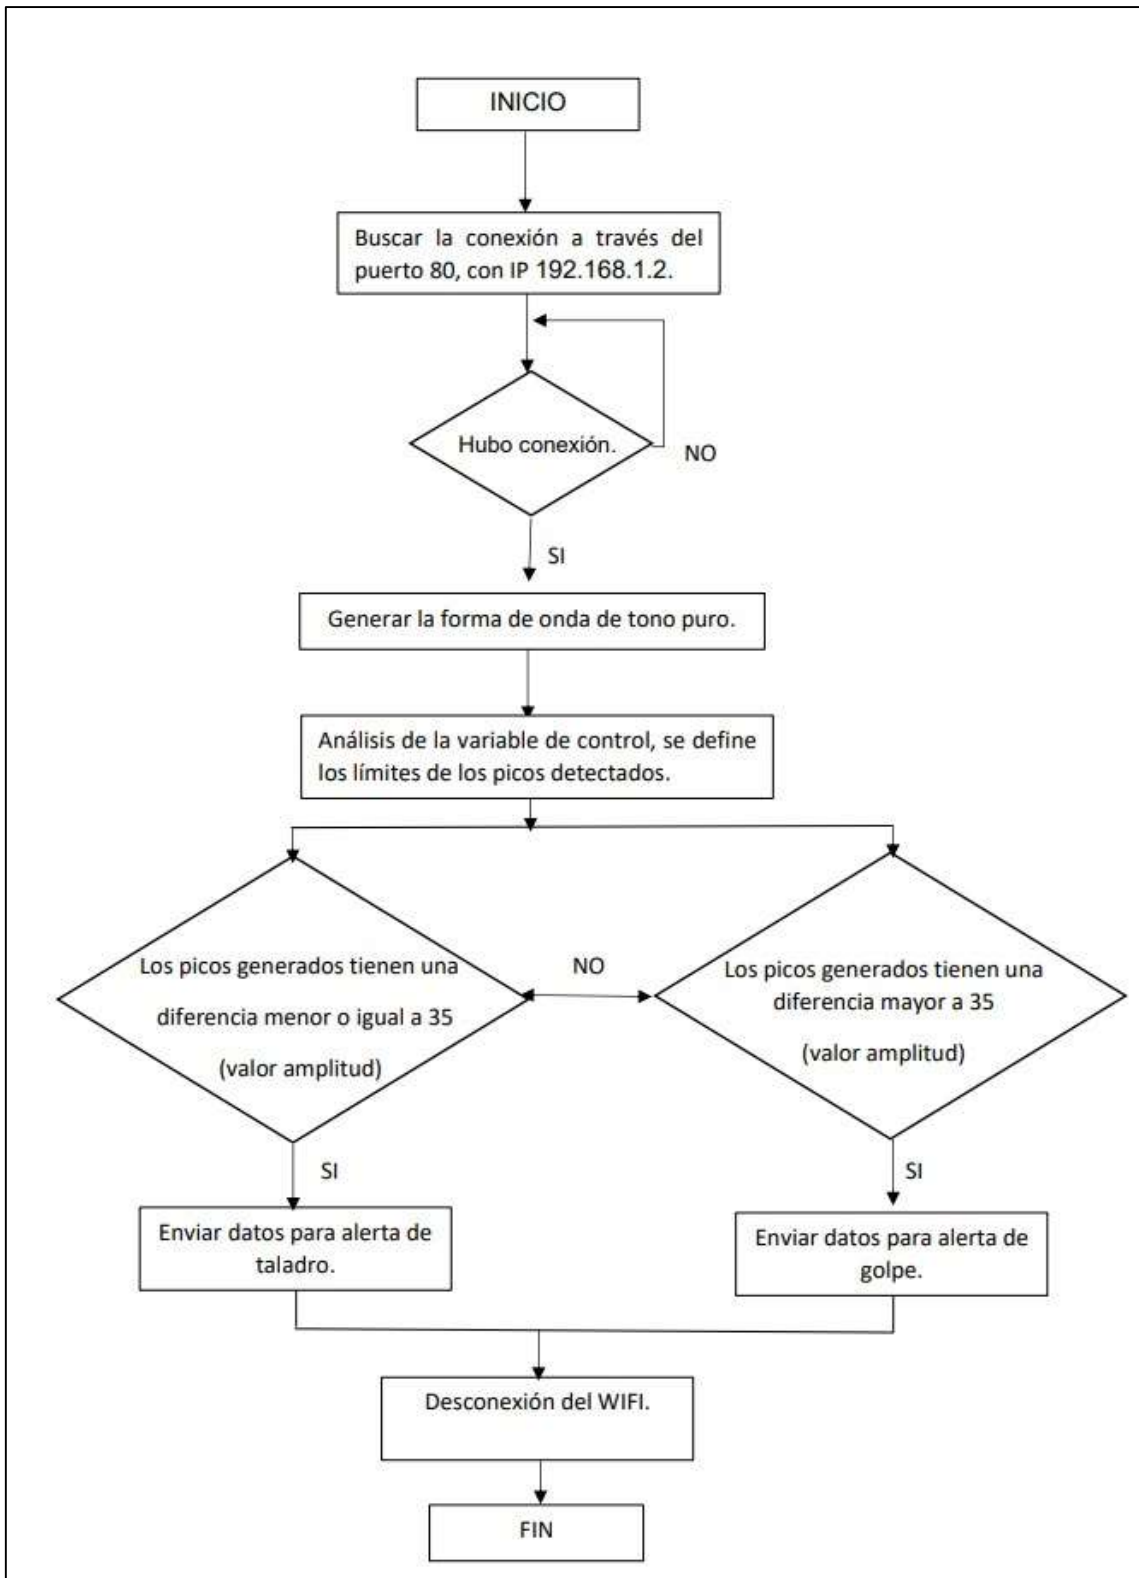 INICIO
Buscar la conexión a través del
puerto 80, con IP 192.168.1.2.
Hubo conexión.
NO
SI
Generar la forma de onda de tono puro.
Análisis de la variable de control, se define
los límites de los picos detectados.
Los picos generados tienen una
diferencia menor o igual a 35
(valor amplitud)
NO
Los picos generados tienen una
diferencia mayor a 35
(valor amplitud)
SI
SI
Enviar datos para alerta de
taladro.
Enviar datos para alerta de
golpe.
Desconexión del WIFI.
FIN